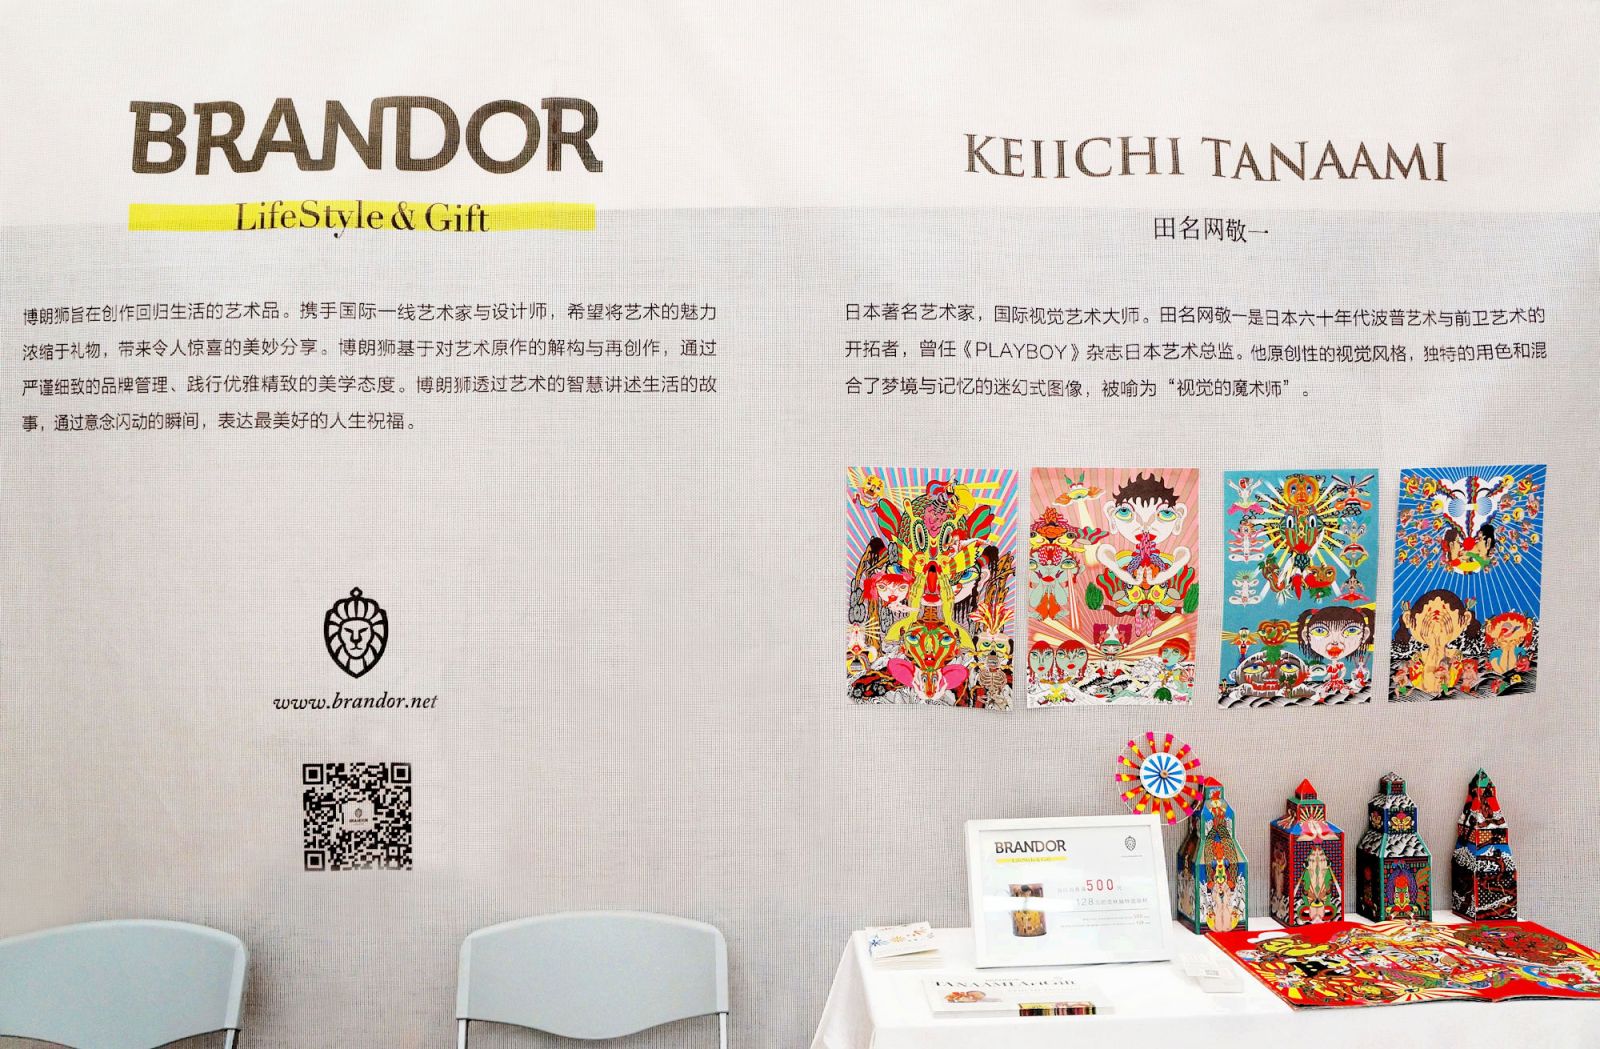 BRANDOR
LifeStyle & Gift
博朗狮旨在创作回归生活的艺术品。携手国际一线艺术家与设计师，希望将艺术的魅力
浓缩于礼物，带来令人惊喜的美妙分享。博朗狮基于对艺术原作的解构与再创作，通过
严谨细致的品牌管理、践行优雅精致的美学态度。博朗狮透过艺术的智慧讲述生活的故
事，通过意念闪动的瞬间，表达最美好的人生祝福。
www.brandor.net
BRANDOR
KEIICHI TANAAMI
田名网敬一
日本著名艺术家，国际视觉艺术大师。田名网敬一是日本六十年代波普艺术与前卫艺术的
开拓者，曾任《PLAYBOY》杂志日本艺术总监。他原创性的视觉风格，独特的用色和混
合了梦境与记忆的迷幻式图像，被喻为“视觉的魔术师”。
BRANDOR
LifeStyle & Gift
500
128
TANAAMI Art Gift